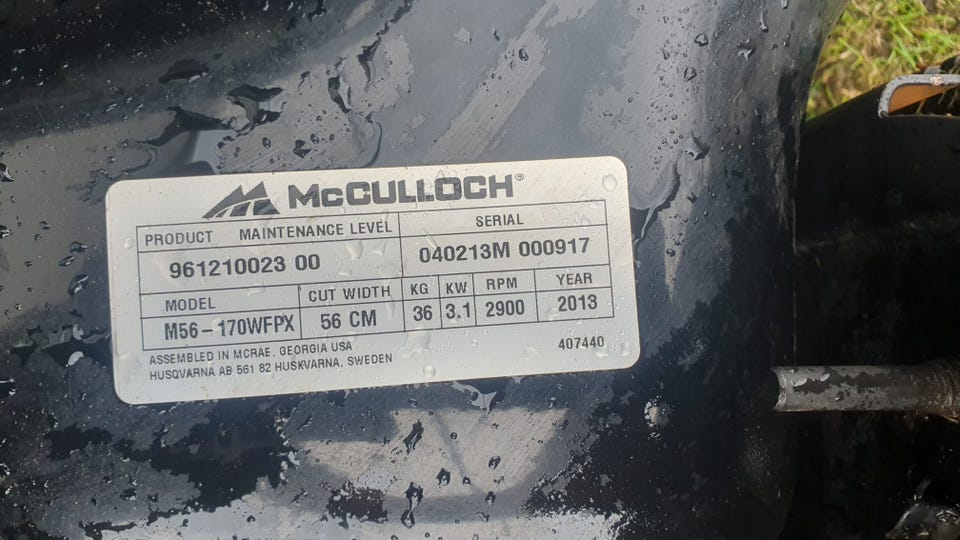 McCULLOCH®
PRODUCT MAINTENANCE LEVEL SERIAL
961210023 00 040213M 000917
MODEL CUT WIDTH KG KW RPM YEAR
M56-170WFPX 56 CM 36 3.1 2900 2013
ASSEMBLED IN MCRAE, GEORGIA USA
HUSQVARNA AB 561 82 HUSKVARNA, SWEDEN
407440